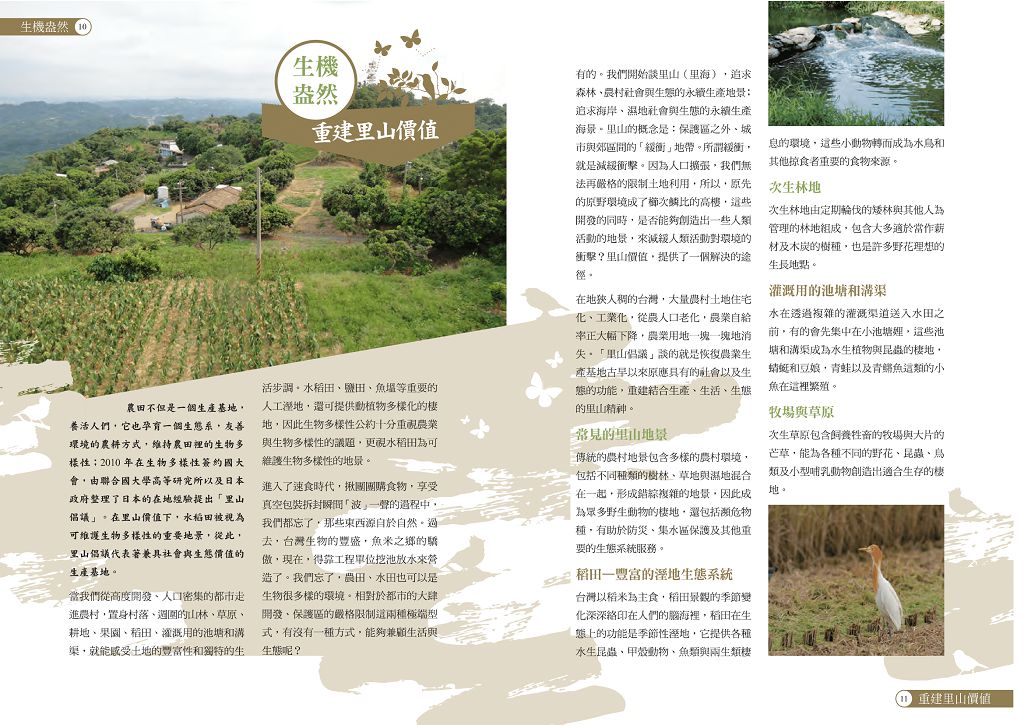 生機盎然 10
生機
盎然
重建里山價值
農田不但是一個生產基地，
養活人們，它也孕育一個生態系，友善
環境的農耕方式，維持農田裡的生物多
樣性；2010 年在生物多樣性簽約國大
會，由聯合國大學高等研究所以及日本
政府整理了日本的在地經驗提出「里山
倡議」。在里山價值下，水稻田被視為
可維護生物多樣性的重要地景，從此，
里山倡議代表著兼具社會與生態價值的
生產基地。
當我們從高度開發、人口密集的都市走
進農村，置身村落、週圍的山林、草原、
耕地、果園、稻田、灌溉用的池塘和溝
渠，就能感受土地的豐富性和獨特的生
活步調。水稻田、鹽田、魚塭等重要的
人工溼地，還可提供動植物多樣化的棲
地，因此生物多樣性公約十分重視農業
與生物多樣性的議題，更視水稻田為可
維護生物多樣性的地景。
進入了速食時代，揪團團購食物，享受
真空包裝拆封瞬間「波」一聲的過程中，
我們都忘了，那些東西源自於自然。過
去，台灣生物的豐盛，魚米之鄉的驕
傲，現在，得靠工程單位挖池放水來營
造了。我們忘了，農田、水田也可以是
生物很多樣的環境。相對於都市的大肆
開發、保護區的嚴格限制這兩種極端型
式，有沒有一種方式，能夠兼顧生活與
生態呢？
有的。我們開始談里山（里海），追求
森林、農村社會與生態的永續生產地景；
追求海岸、濕地社會與生態的永續生產
海景。里山的概念是：保護區之外、城
市與郊區間的「緩衝」地帶。所謂緩衝，
就是減緩衝擊。因為人口擴張，我們無
法再嚴格的限制土地利用，所以，原先
的原野環境成了櫛次鱗比的高樓，這些
開發的同時，是否能夠創造出一些人類
活動的地景，來減緩人類活動對環境的
衝擊？里山價值，提供了一個解決的途
徑。
在地狹人稠的台灣，大量農村土地住宅
化、工業化，從農人口老化，農業自給
率正大幅下降，農業用地一塊一塊地消
失。「里山倡議」談的就是恢復農業生
產基地古早以來原應具有的社會以及生
態的功能，重建結合生產、生活、生態
的里山精神。
常見的里山地景
傳統的農村地景包含多樣的農村環境，
包括不同種類的樹林、草地與濕地混合
在一起，形成錯綜複雜的地景，因此成
為眾多野生動物的棲地，還包括瀕危物
種，有助於防災、集水區保護及其他重
要的生態系統服務。
稻田—豐富的溼地生態系統
台灣以稻米為主食，稻田景觀的季節變
化深深烙印在人們的腦海裡，稻田在生
態上的功能是季節性溼地，它提供各種
水生昆蟲、甲殼動物、魚類與兩生類棲
息的環境，這些小動物轉而成為水鳥和
其他掠食者重要的食物來源。
次生林地
次生林地由定期輪伐的矮林與其他人為
管理的林地組成，包含大多適於當作薪
材及木炭的樹種，也是許多野花理想的
生長地點。
灌溉用的池塘和溝渠
水在透過複雜的灌溉渠道送入水田之
前，有的會先集中在小池塘裡，這些池
塘和溝渠成為水生植物與昆蟲的棲地，
蜻蜓和豆娘，青蛙以及青鱂魚這類的小
魚在這裡繁殖。
牧場與草原
次生草原包含飼養牲畜的牧場與大片的
芒草，能為各種不同的野花、昆蟲、鳥
類及小型哺乳動物創造出適合生存的棲
地。
11 重建里山價值